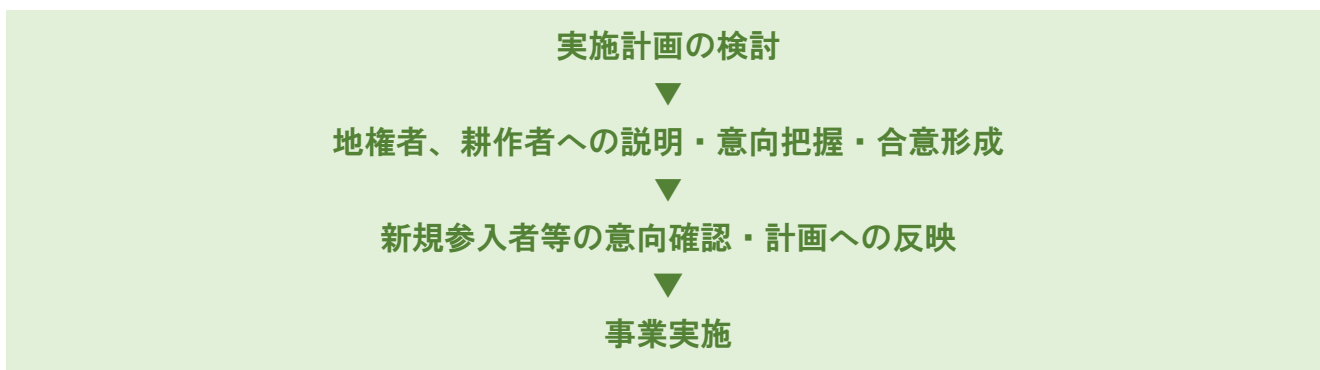 実施計画の検討
▼
地権者、耕作者への説明・意向把握・合意形成
▼
新規参入者等の意向確認・計画への反映
▼
事業実施